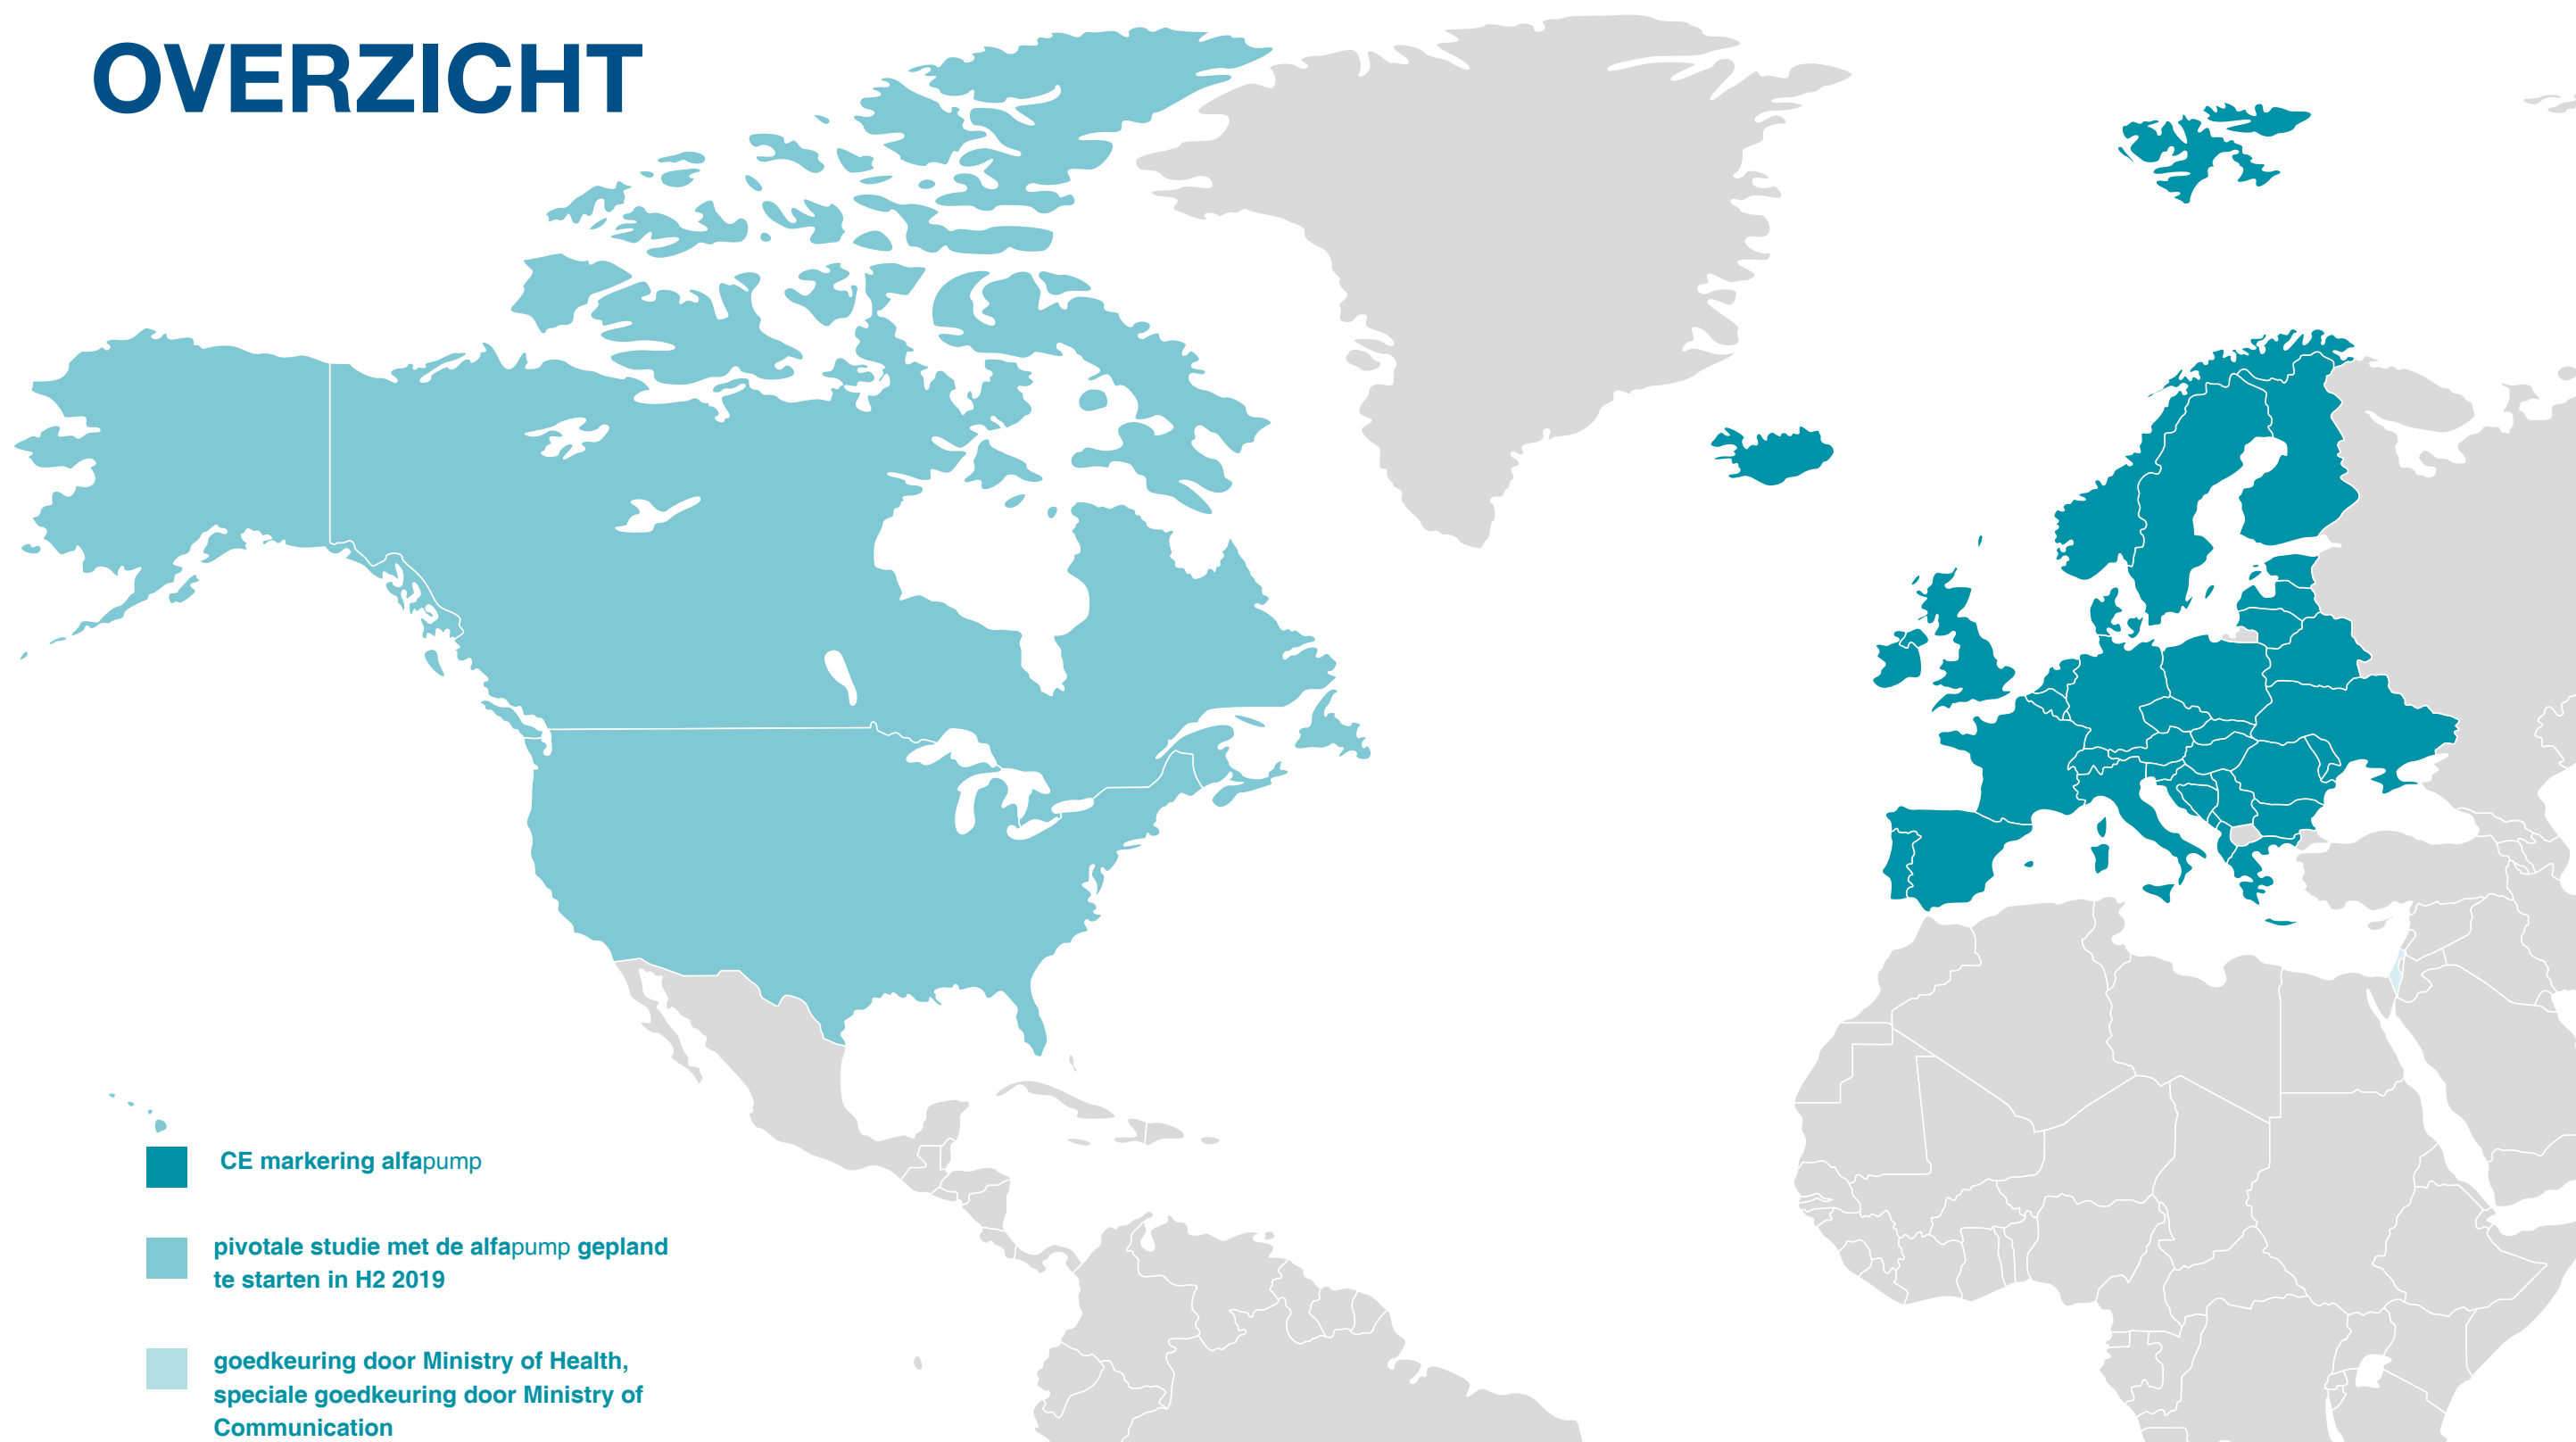 OVERZICHT
CE markering alfapump
pivotale studie met de alfapump gepland
te starten in H2 2019
goedkeuring door Ministry of Health,
speciale goedkeuring door Ministry of
Communication